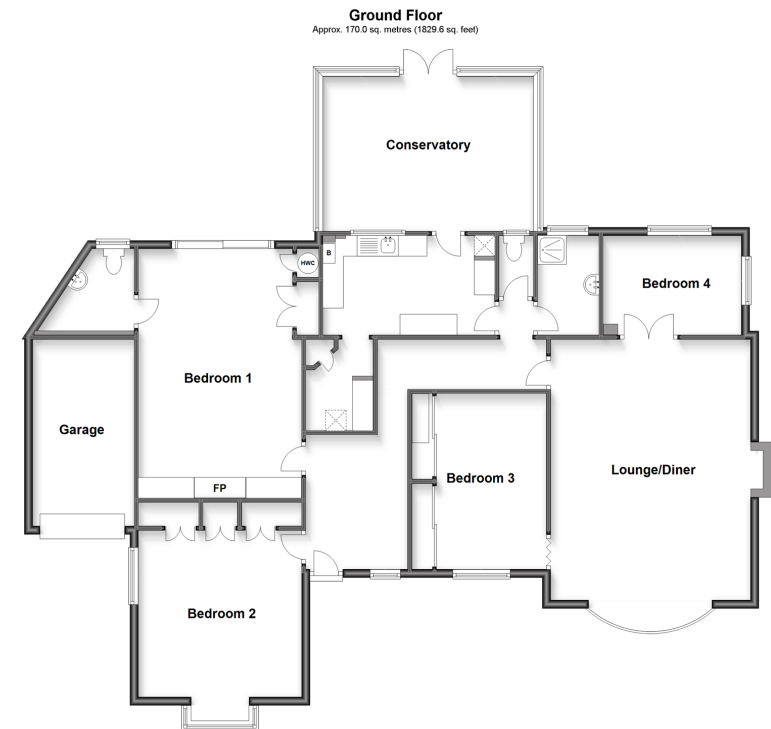 Ground Floor
Approx. 170.0 sq. metres (1829.6 sq. feet)
Conservatory
B
HWC
Bedroom 4
Bedroom 1
Garage
Bedroom 3
Lounge/Diner
FP
Bedroom 2